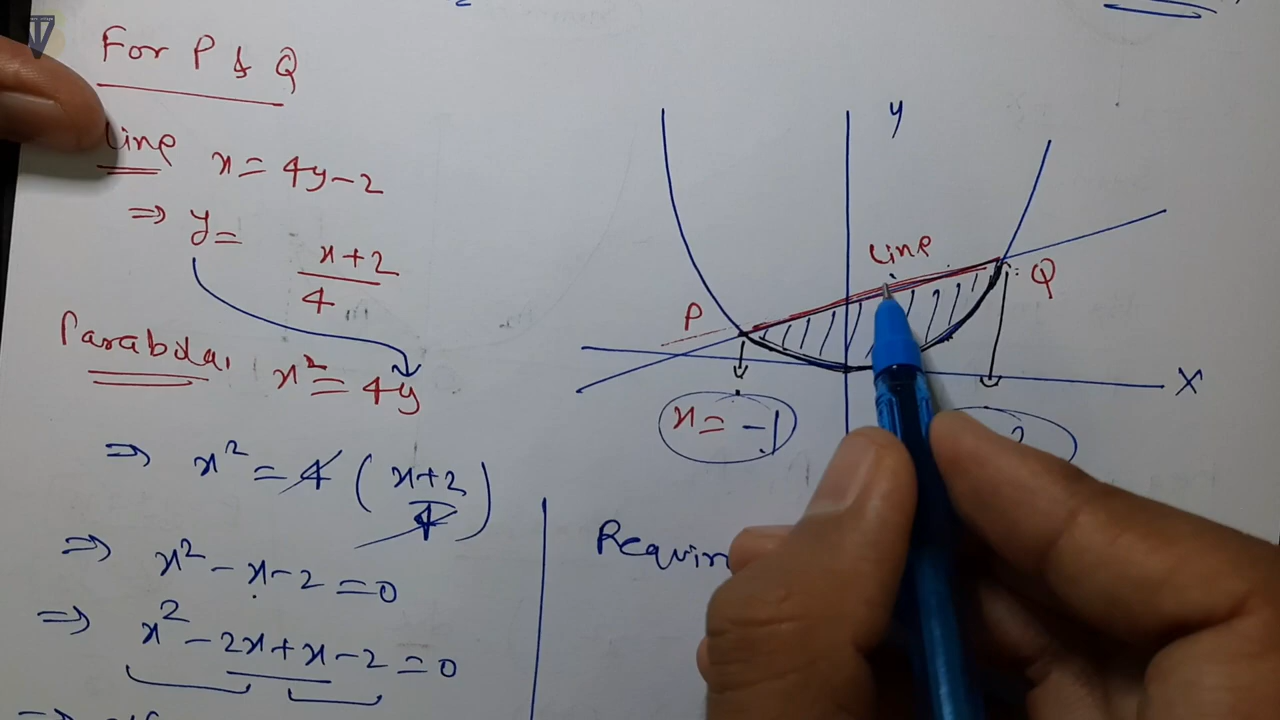 For P & Q
Line x = 4y-2
⇒ y = x+2/4
Parabola, x² = 4y
⇒ x² = 4 (x+2/4)
⇒ x² - x - 2 = 0
⇒ x² - 2x + x - 2 = 0
⇒
y
Line
P
Q
X
x = -1
2